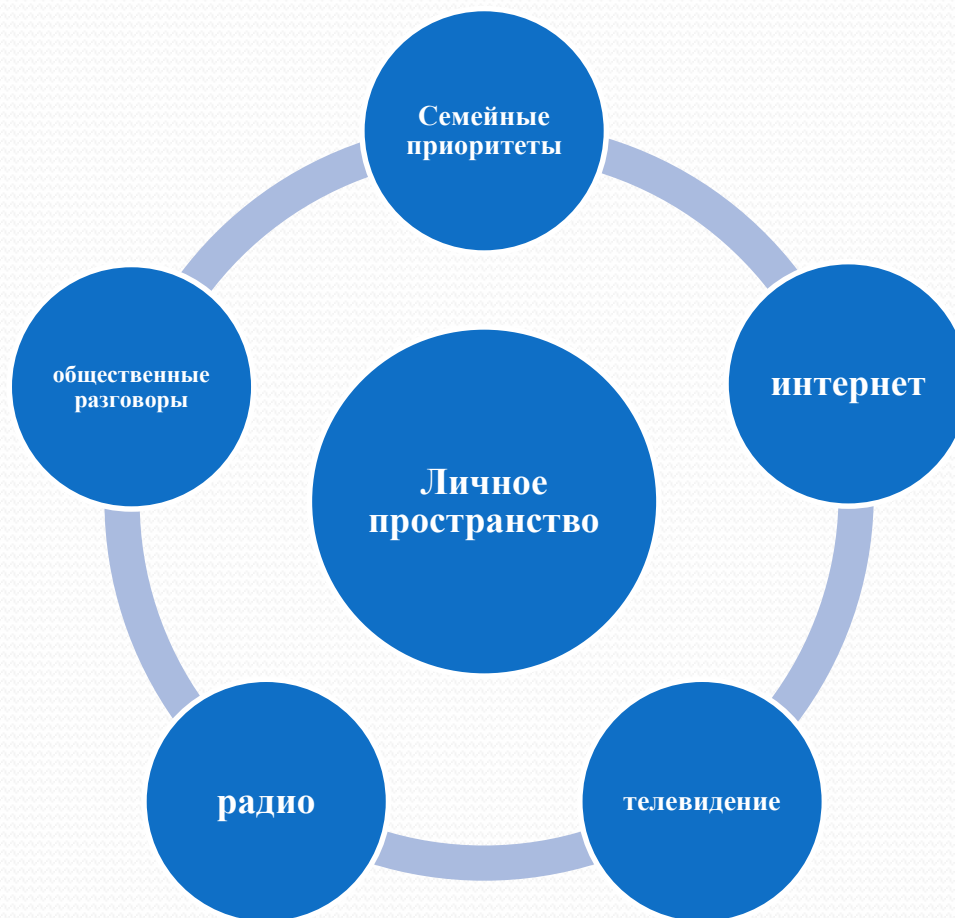 Семейные
приоритеты
интернет
телевидение
радио
общественные
разговоры
Личное
пространство